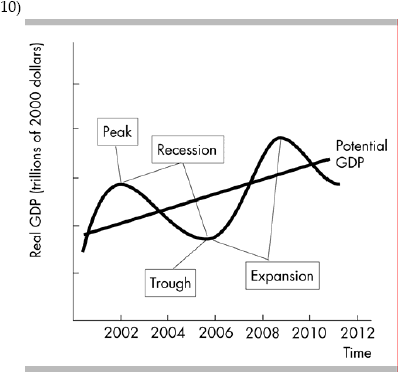 10)
Real GDP (trillions of 2000 dollars)
Peak
Recession
Potential
GDP
Trough
Expansion
2002 2004 2006 2008 2010 2012
Time